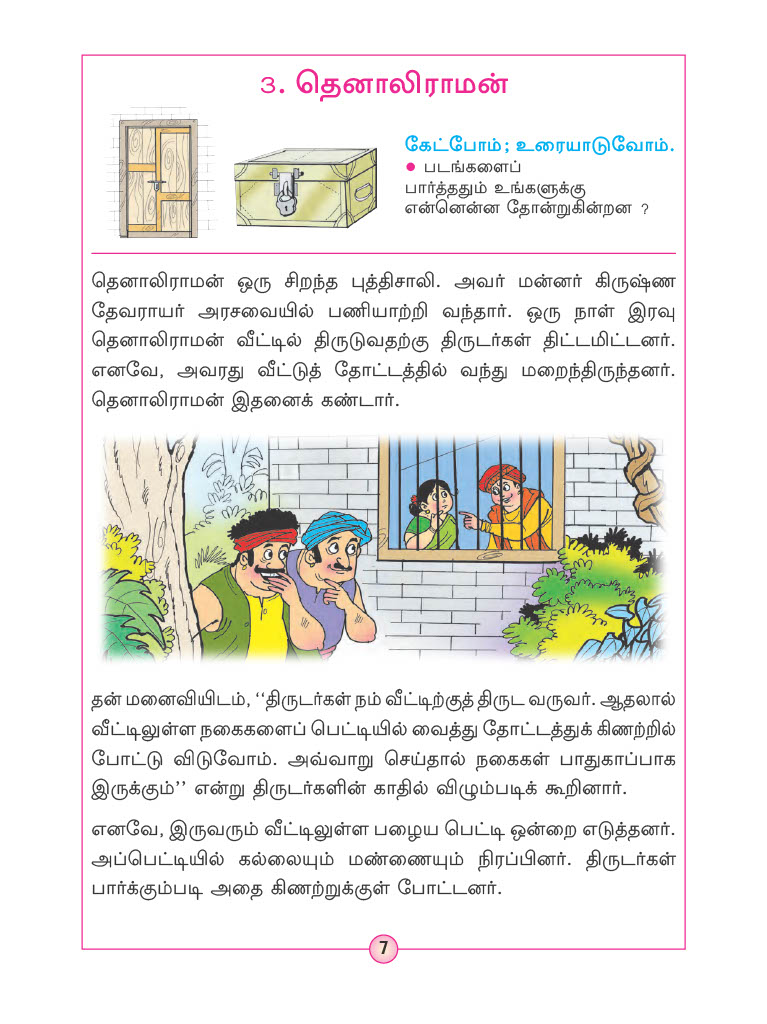 3. தெனாலிராமன்
கேட்போம்; உரையாடுவோம்.
● படங்களைப்
பார்த்ததும் உங்களுக்கு
என்னென்ன தோன்றுகின்றன ?
தெனாலிராமன் ஒரு சிறந்த புத்திசாலி. அவர் மன்னர் கிருஷ்ண
தேவராயர் அரசவையில் பணியாற்றி வந்தார். ஒரு நாள் இரவு
தெனாலிராமன் வீட்டில் திருடுவதற்கு திருடர்கள் திட்டமிட்டனர்.
எனவே, அவரது வீட்டுத் தோட்டத்தில் வந்து மறைந்திருந்தனர்.
தெனாலிராமன் இதனைக் கண்டார்.
தன் மனைவியிடம், ‘‘திருடர்கள் நம் வீட்டிற்குத் திருட வருவர். ஆதலால்
வீட்டிலுள்ள நகைகளைப் பெட்டியில் வைத்து தோட்டத்துக் கிணற்றில்
போட்டு விடுவோம். அவ்வாறு செய்தால் நகைகள் பாதுகாப்பாக
இருக்கும்’’ என்று திருடர்களின் காதில் விழும்படிக் கூறினார்.
எனவே, இருவரும் வீட்டிலுள்ள பழைய பெட்டி ஒன்றை எடுத்தனர்.
அப்பெட்டியில் கல்லையும் மண்ணையும் நிரப்பினர். திருடர்கள்
பார்க்கும்படி அதை கிணற்றுக்குள் போட்டனர்.
7